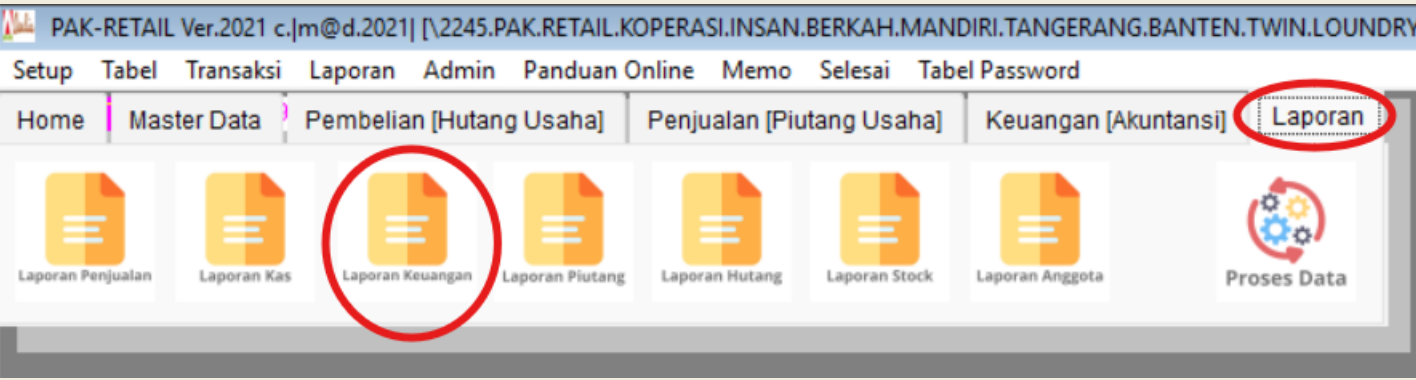 PAK-RETAIL Ver.2021 c.|m@d.2021| [\2245.PAK.RETAIL.KOPERASI.INSAN.BERKAH.MANDIRI.TANGERANG.BANTEN.TWIN.LOUNDRY
Setup Tabel Transaksi Laporan Admin Panduan Online Memo Selesai Tabel Password
Home Master Data Pembelian [Hutang Usaha] Penjualan [Piutang Usaha] Keuangan [Akuntansi] Laporan
Laporan Penjualan Laporan Kas Laporan Keuangan Laporan Piutang Laporan Hutang Laporan Stock Laporan Anggota Proses Data